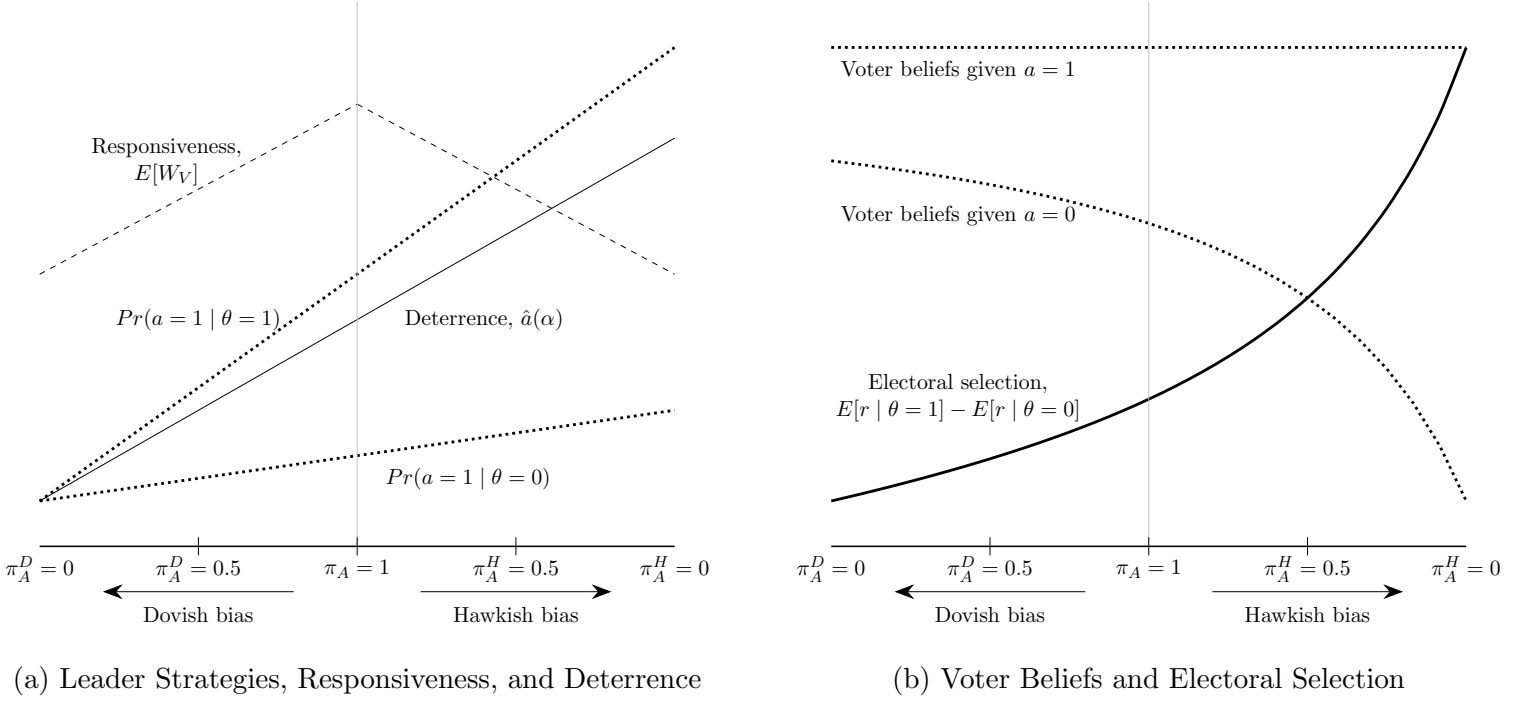 Responsiveness,
E[W_V]
Pr(a = 1 | θ = 1)
Deterrence, â(α)
Pr(a = 1 | θ = 0)
π_A^D = 0
π_A^D = 0.5
π_A = 1
π_A^H = 0.5
π_A^H = 0
Dovish bias
Hawkish bias
(a) Leader Strategies, Responsiveness, and Deterrence
Voter beliefs given a = 1
Voter beliefs given a = 0
Electoral selection,
E[r | θ = 1] − E[r | θ = 0]
π_A^D = 0
π_A^D = 0.5
π_A = 1
π_A^H = 0.5
π_A^H = 0
Dovish bias
Hawkish bias
(b) Voter Beliefs and Electoral Selection